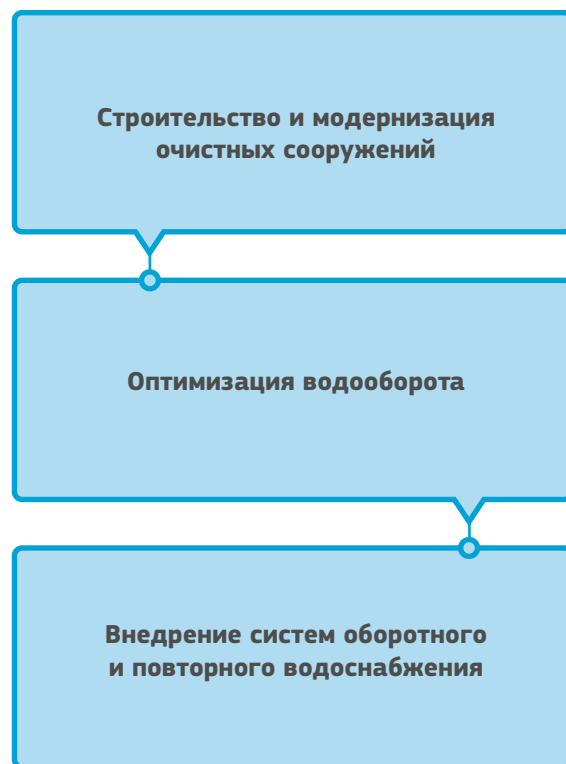 Строительство и модернизация
очистных сооружений
Оптимизация водооборота
Внедрение систем оборотного
и повторного водоснабжения